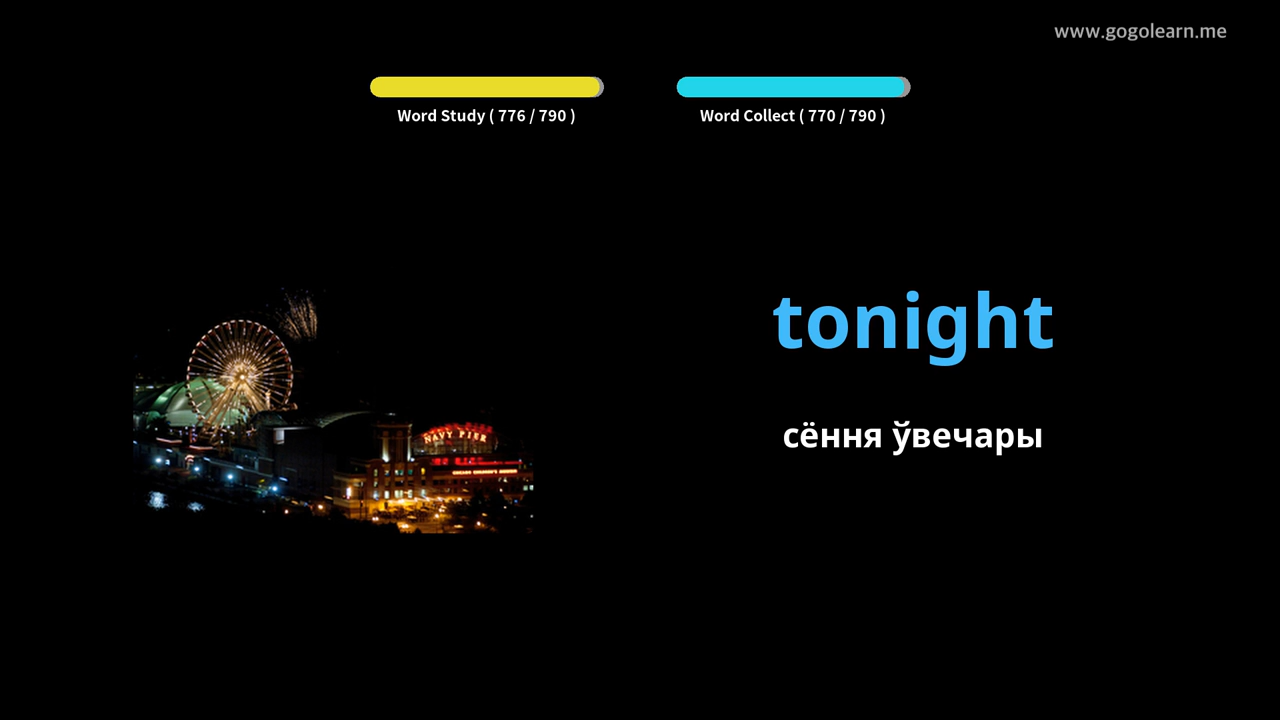 www.gogolearn.me
Word Study ( 776 / 790 )
Word Collect ( 770 / 790 )
tonight
сёння ўвечары
NAVY PIER